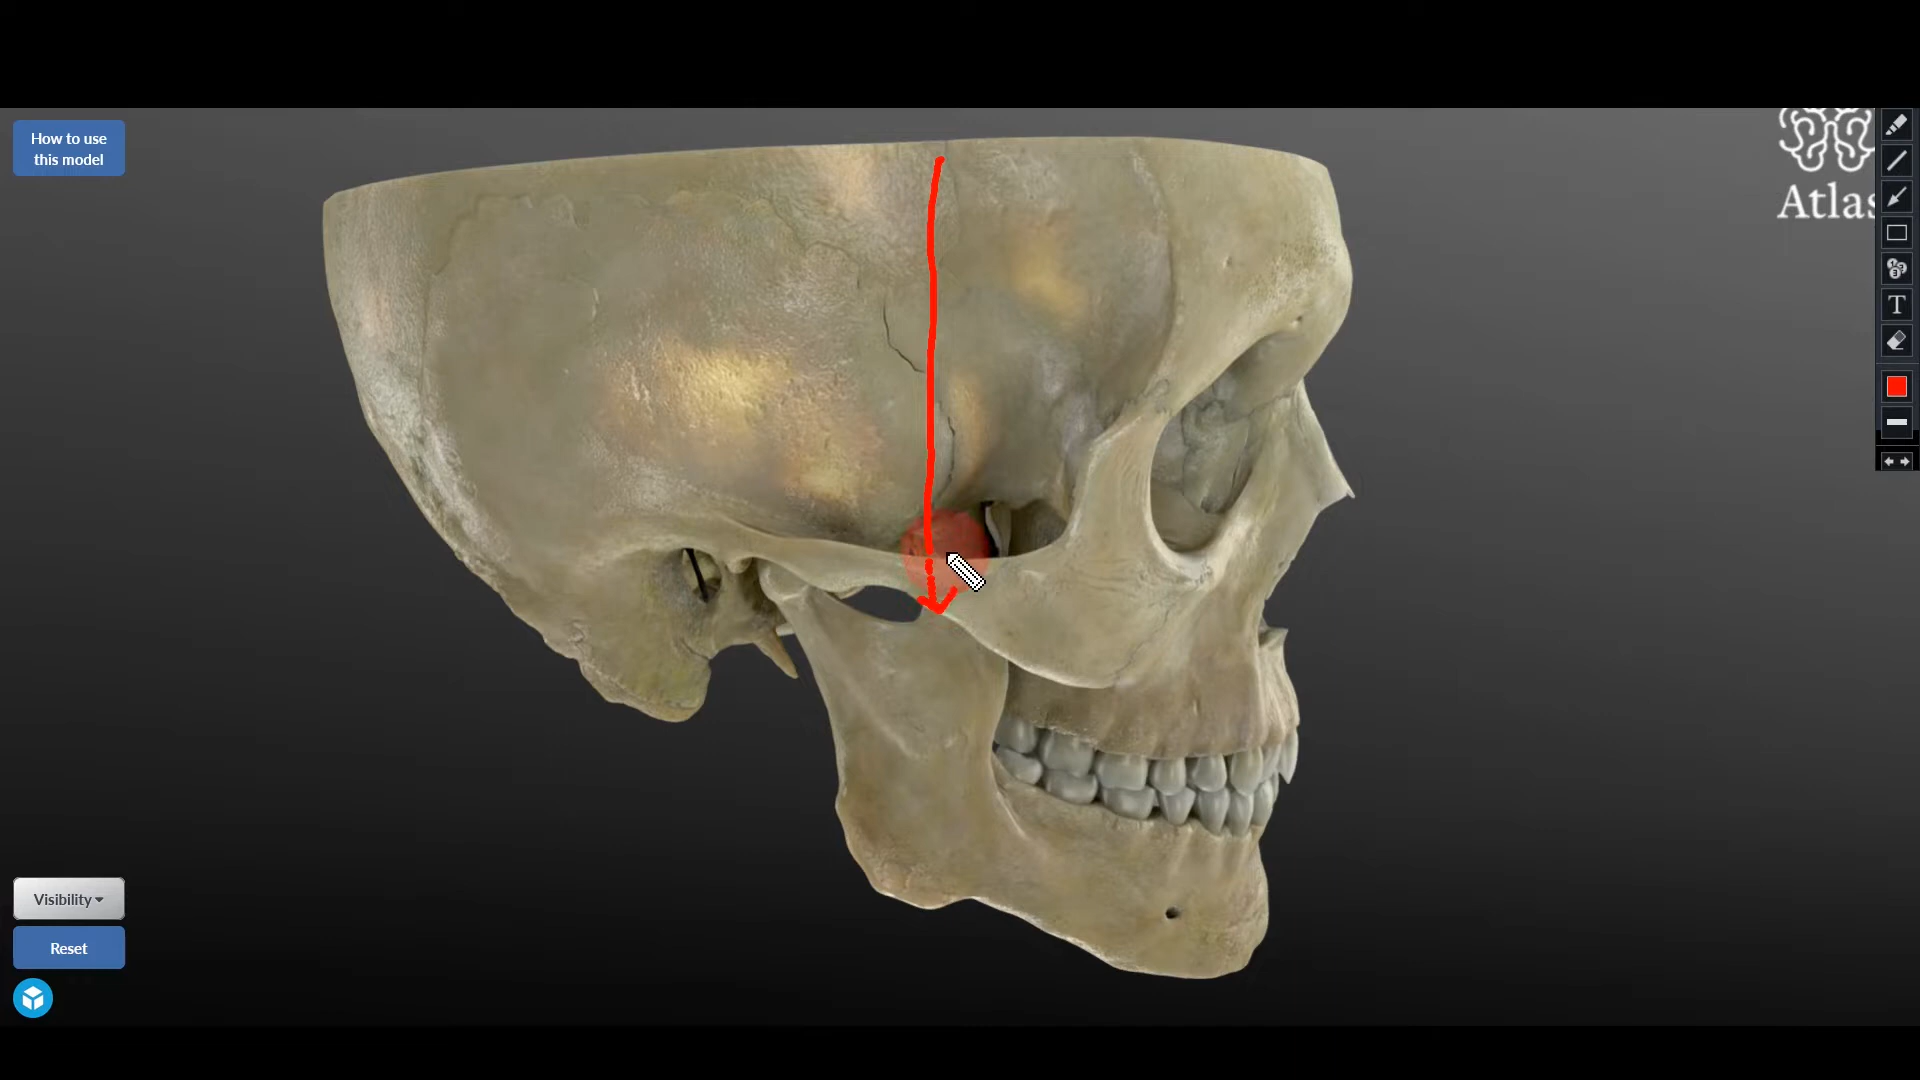 How to use
this model
Atlas
T
Visibility
Reset